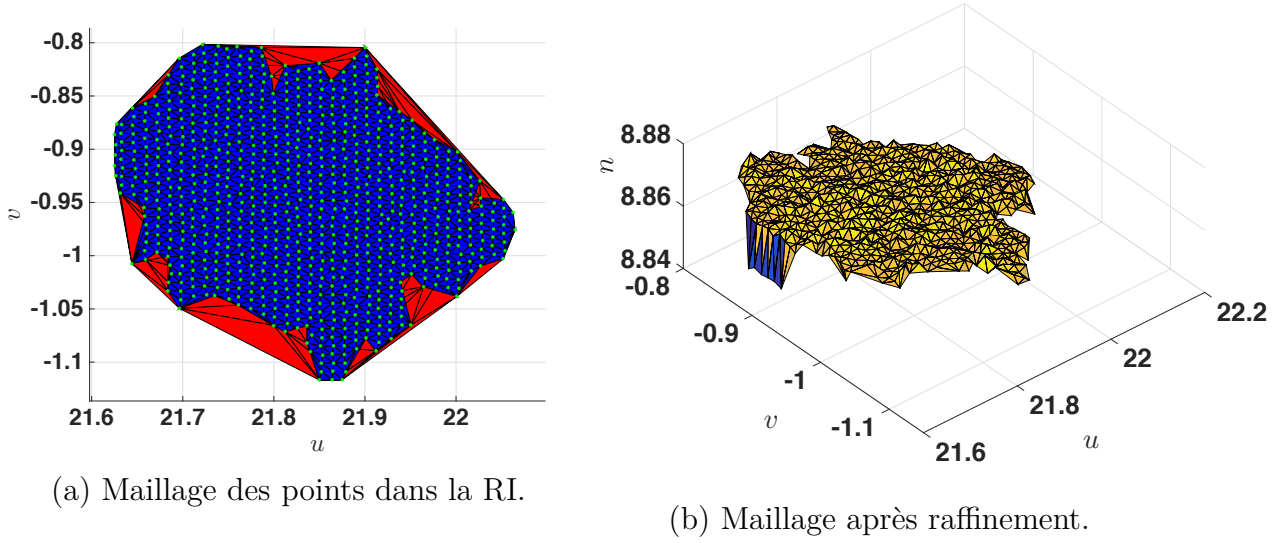 -0.8
-0.85
-0.9
-0.95
-1
-1.05
-1.1
v
21.6 21.7 21.8 21.9 22
u
(a) Maillage des points dans la RI.
8.88
8.86
8.84
n
-0.8
-0.9
-1
-1.1
v
21.6
21.8
22
22.2
u
(b) Maillage après raffinement.